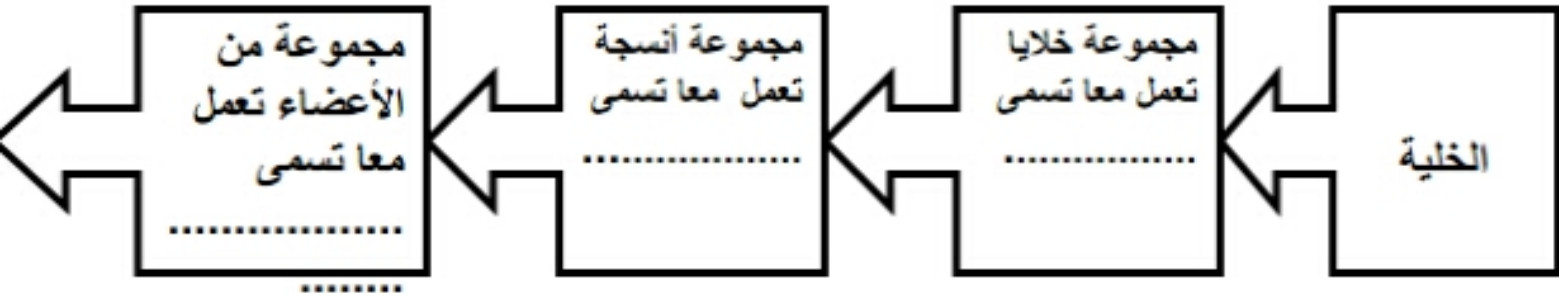 الخلية
مجموعة خلايا
تعمل معا تسمى
................
مجموعة أنسجة
تعمل معا تسمى
..................
مجموعة من
الأعضاء تعمل
معا تسمى
..................
........